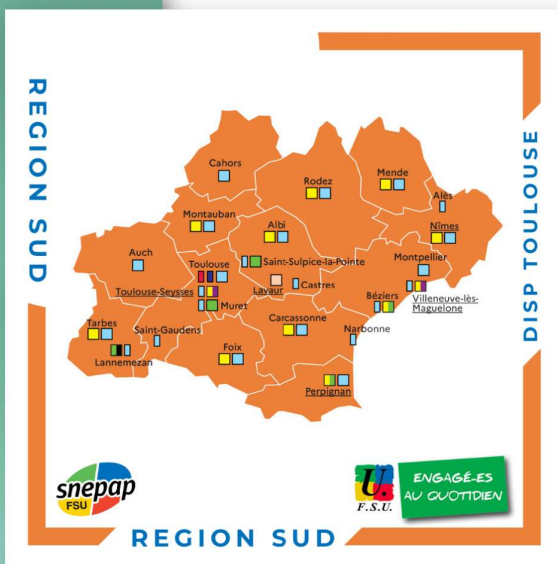 REGION SUD
DISP TOULOUSE
Cahors
Rodez
Mende
Alès
Nîmes
Montauban
Albi
Montpellier
Auch
Toulouse
Saint-Sulpice-la-Pointe
Toulouse-Seysses
Lavaur
Castres
Béziers
Villeneuve-lès-
Maguelone
Muret
Tarbes
Saint-Gaudens
Carcassonne
Narbonne
Lannemezan
Foix
Perpignan
snepap
FSU
U.
F.S.U.
ENGAGÉ-ES
AU QUOTIDIEN
REGION SUD